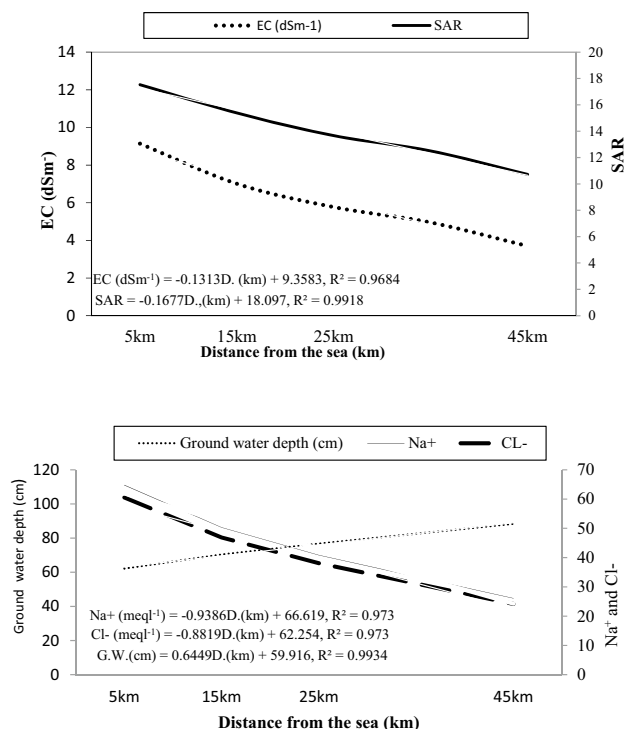 EC (dSm-1) SAR
14
12
10
8
6
4
2
0
EC (dSm-)
20
18
16
14
12
10
8
6
4
2
0
SAR
EC (dSm-1) = -0.1313D. (km) + 9.3583, R² = 0.9684
SAR = -0.1677D.,(km) + 18.097, R² = 0.9918
5km 15km 25km 45km
Distance from the sea (km)
Ground water depth (cm) Na+ CL-
120
100
80
60
40
20
0
Ground water depth (cm)
70
60
50
40
30
20
10
0
Na+ and Cl-
Na+ (meql-1) = -0.9386D.(km) + 66.619, R² = 0.973
Cl- (meql-1) = -0.8819D.(km) + 62.254, R² = 0.973
G.W.(cm) = 0.6449D.(km) + 59.916, R² = 0.9934
5km 15km 25km 45km
Distance from the sea (km)